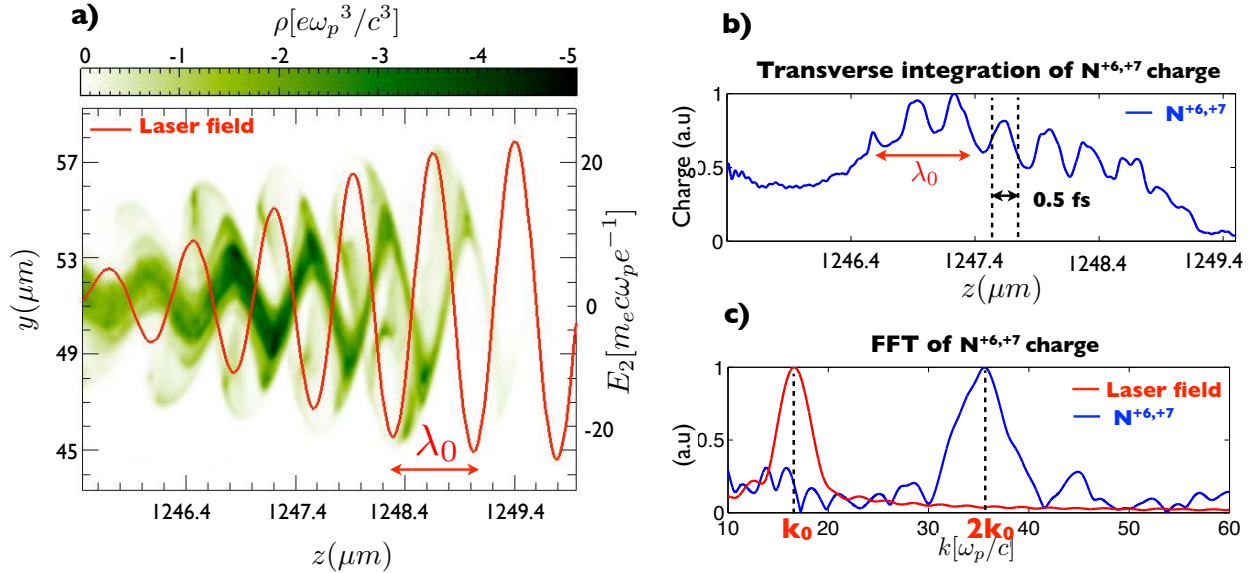 a)
ρ[eω_p³/c³]
0 -1 -2 -3 -4 -5
Laser field
57
53
49
45
y(μm)
20
0
-20
E₂[m_e cω_p e⁻¹]
λ₀
1246.4 1247.4 1248.4 1249.4
z(μm)
b)
Transverse integration of N⁺⁶,⁺⁷ charge
1
0.5
0
Charge (a.u)
N⁺⁶,⁺⁷
λ₀
0.5 fs
1246.4 1247.4 1248.4 1249.4
z(μm)
c)
FFT of N⁺⁶,⁺⁷ charge
1
0.5
0
(a.u)
Laser field
N⁺⁶,⁺⁷
10 20 30 40 50 60
k₀ 2k₀
k[ω_p/c]